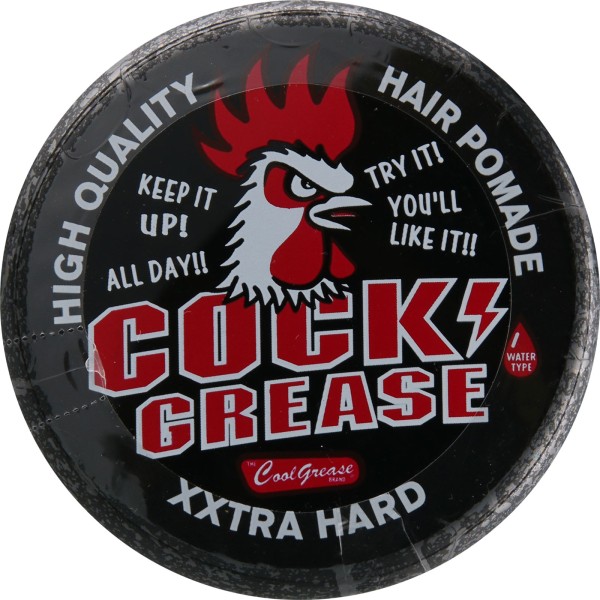 HIGH QUALITY
HAIR POMADE
KEEP IT
UP!
ALL DAY!!
TRY IT!
YOU'LL
LIKE IT!!
COCK
GREASE
WATER
TYPE
THE
Cool Grease
BRAND
XXTRA HARD